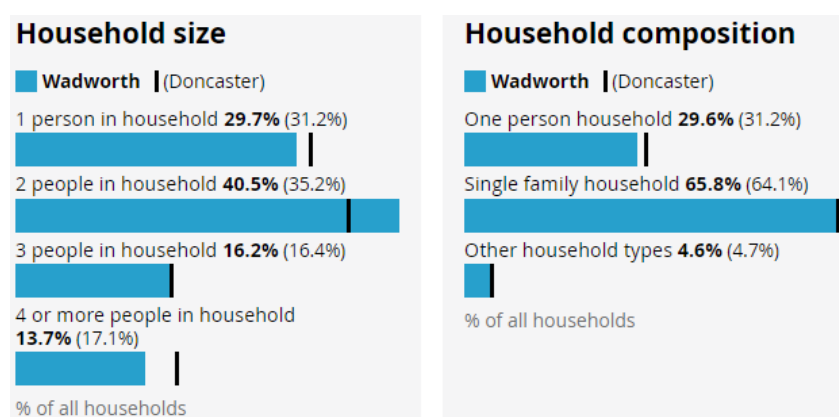 Household size
Wadworth (Doncaster)
1 person in household 29.7% (31.2%)
2 people in household 40.5% (35.2%)
3 people in household 16.2% (16.4%)
4 or more people in household
13.7% (17.1%)
% of all households
Household composition
Wadworth (Doncaster)
One person household 29.6% (31.2%)
Single family household 65.8% (64.1%)
Other household types 4.6% (4.7%)
% of all households